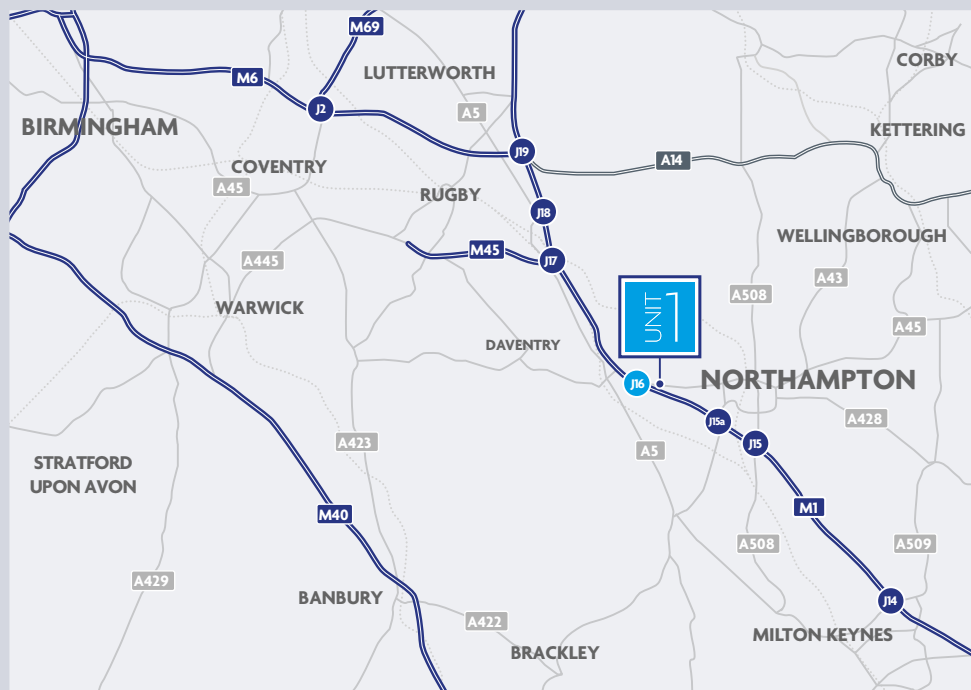 M69
LUTTERWORTH
CORBY
M6
J2
A5
BIRMINGHAM
KETTERING
J19
A14
COVENTRY
A45
RUGBY
J18
WELLINGBOROUGH
M45
J17
A445
A43
A508
UNIT 1
WARWICK
A45
DAVENTRY
J16
NORTHAMPTON
A428
J15a
J15
A423
A5
STRATFORD
UPON AVON
M1
M40
A508
A509
A429
BANBURY
J14
A422
MILTON KEYNES
BRACKLEY